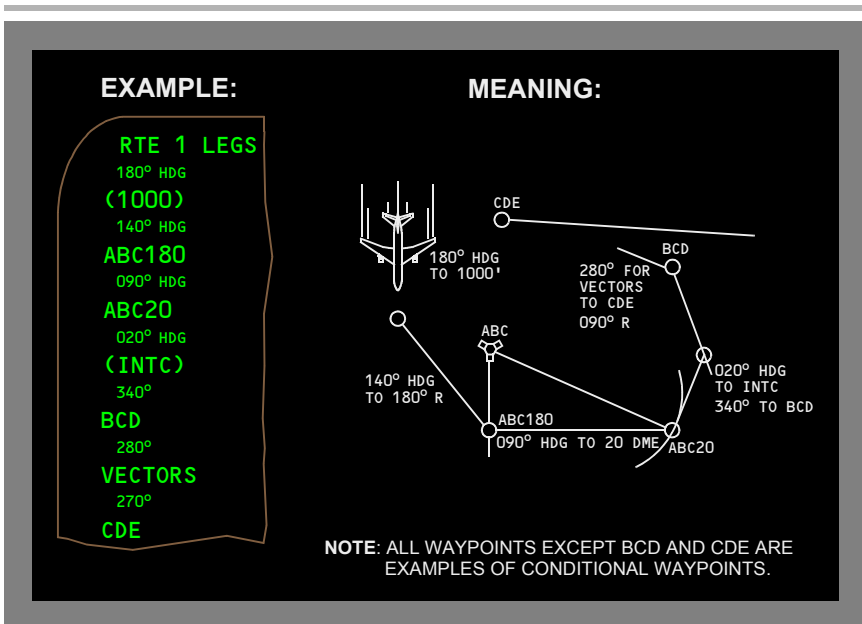 EXAMPLE:
MEANING:
RTE 1 LEGS
180° HDG
(1000)
140° HDG
ABC180
090° HDG
ABC20
020° HDG
(INTC)
340°
BCD
280°
VECTORS
270°
CDE
180° HDG
TO 1000'
CDE
BCD
280° FOR
VECTORS
TO CDE
090° R
ABC
140° HDG
TO 180° R
020° HDG
TO INTC
340° TO BCD
ABC180
090° HDG TO 20 DME
ABC20
NOTE: ALL WAYPOINTS EXCEPT BCD AND CDE ARE
EXAMPLES OF CONDITIONAL WAYPOINTS.